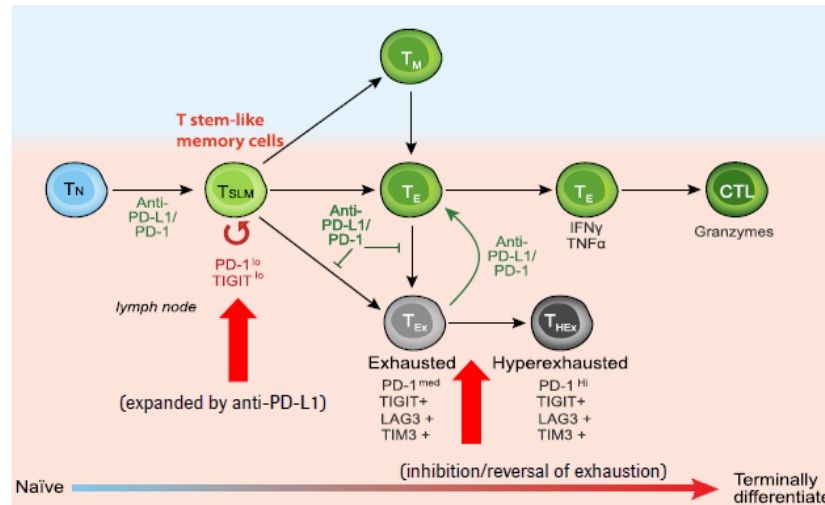 TM
T stem-like
memory cells
TN
Anti-
PD-L1/
PD-1
TSLM
PD-1 lo
TIGIT lo
Anti-
PD-L1/
PD-1
TE
Anti-
PD-L1/
PD-1
TE
IFNγ
TNFα
CTL
Granzymes
lymph node
(expanded by anti-PD-L1)
TEx
Exhausted
PD-1 med
TIGIT+
LAG3 +
TIM3 +
THEx
Hyperexhausted
PD-1 Hi
TIGIT+
LAG3 +
TIM3 +
(inhibition/reversal of exhaustion)
Naïve
Terminally
differentiate